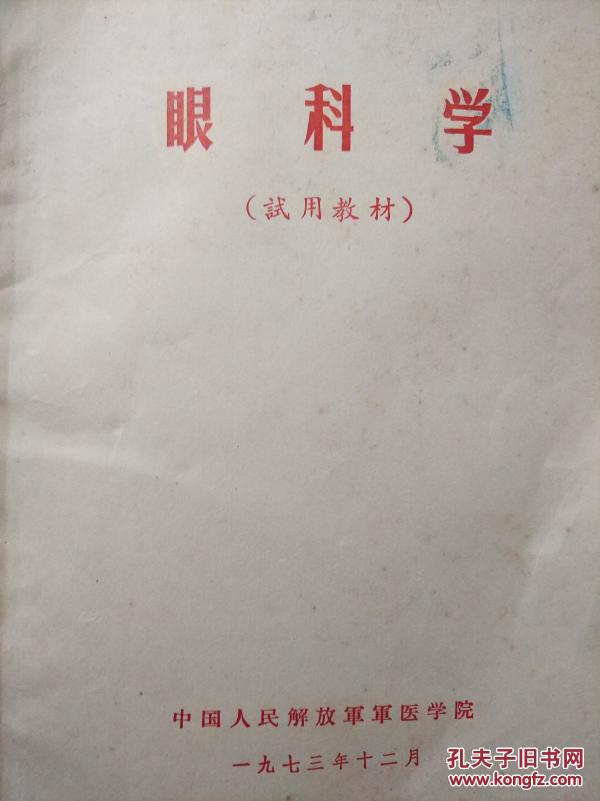 眼科学
（試用教材）
中国人民解放軍軍医学院
一九七三年十二月
孔夫子旧书网
www.kongfz.com